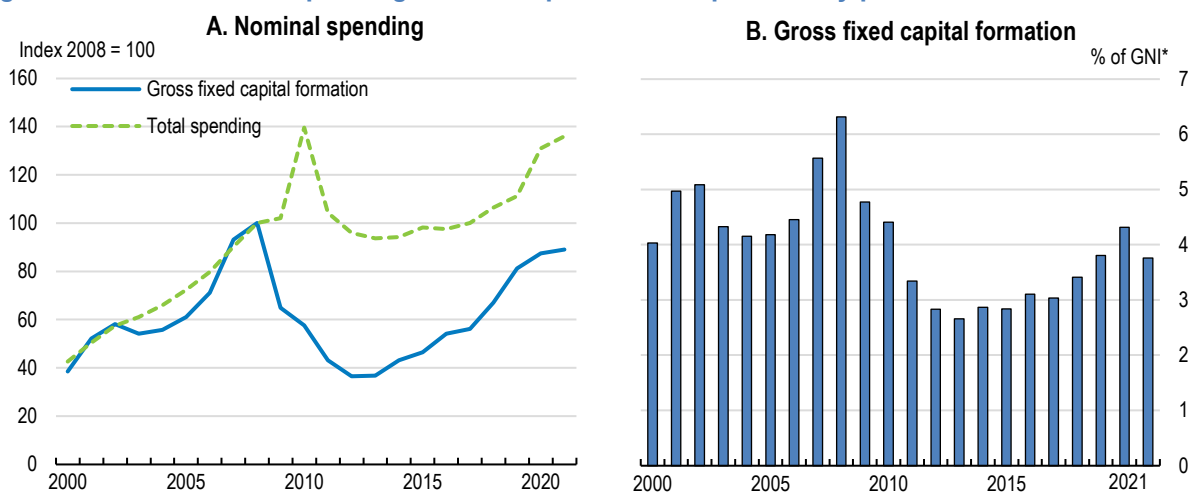 A. Nominal spending
Index 2008 = 100
160
140
120
100
80
60
40
20
0
Gross fixed capital formation
Total spending
2000 2005 2010 2015 2020
B. Gross fixed capital formation
% of GNI*
7
6
5
4
3
2
1
0
2000 2005 2010 2015 2021